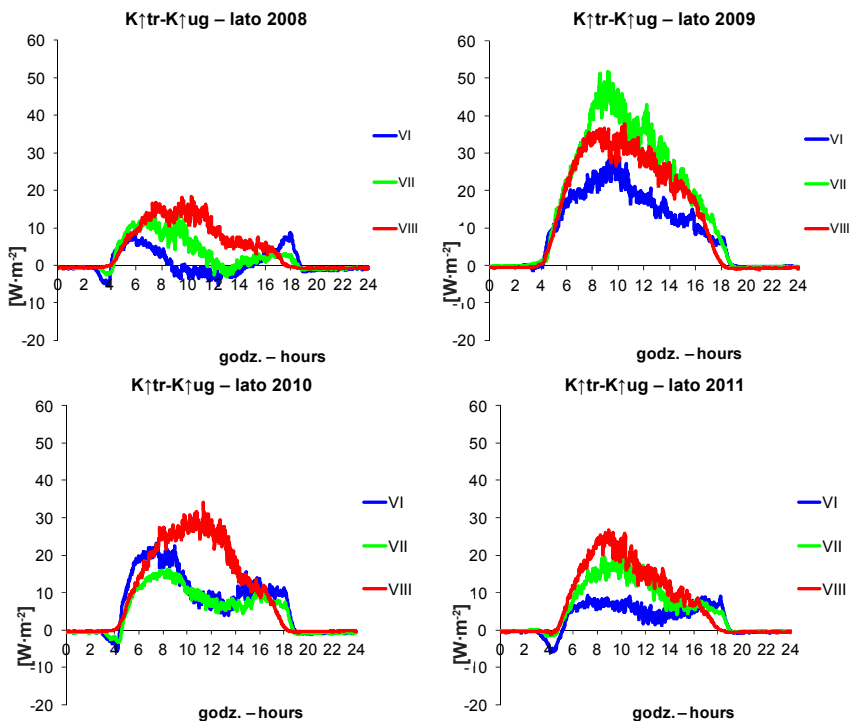 K↑tr-K↑ug – lato 2008
60
50
40
30
20
10
0
-10
-20
[W·m-2]
0 2 4 6 8 10 12 14 16 18 20 22 24
godz. – hours
VI
VII
VIII
K↑tr-K↑ug – lato 2009
60
50
40
30
20
10
0
-10
-20
[W·m-2]
0 2 4 6 8 10 12 14 16 18 20 22 24
godz. – hours
VI
VII
VIII
K↑tr-K↑ug – lato 2010
60
50
40
30
20
10
0
-10
-20
[W·m-2]
0 2 4 6 8 10 12 14 16 18 20 22 24
godz. – hours
VI
VII
VIII
K↑tr-K↑ug – lato 2011
60
50
40
30
20
10
0
-10
-20
[W·m-2]
0 2 4 6 8 10 12 14 16 18 20 22 24
godz. – hours
VI
VII
VIII